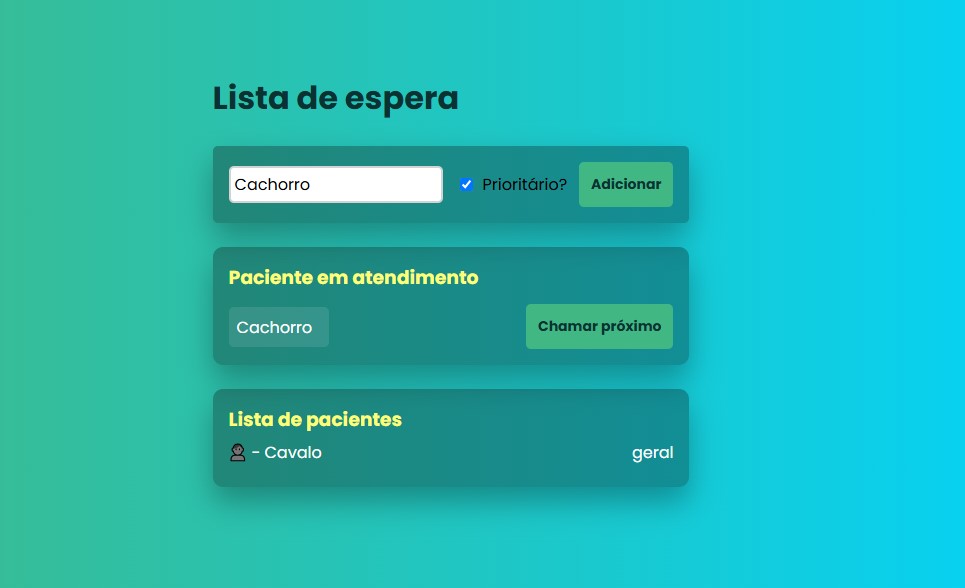 Lista de espera
Cachorro Prioritário? Adicionar
Paciente em atendimento
Cachorro Chamar próximo
Lista de pacientes
- Cavalo geral